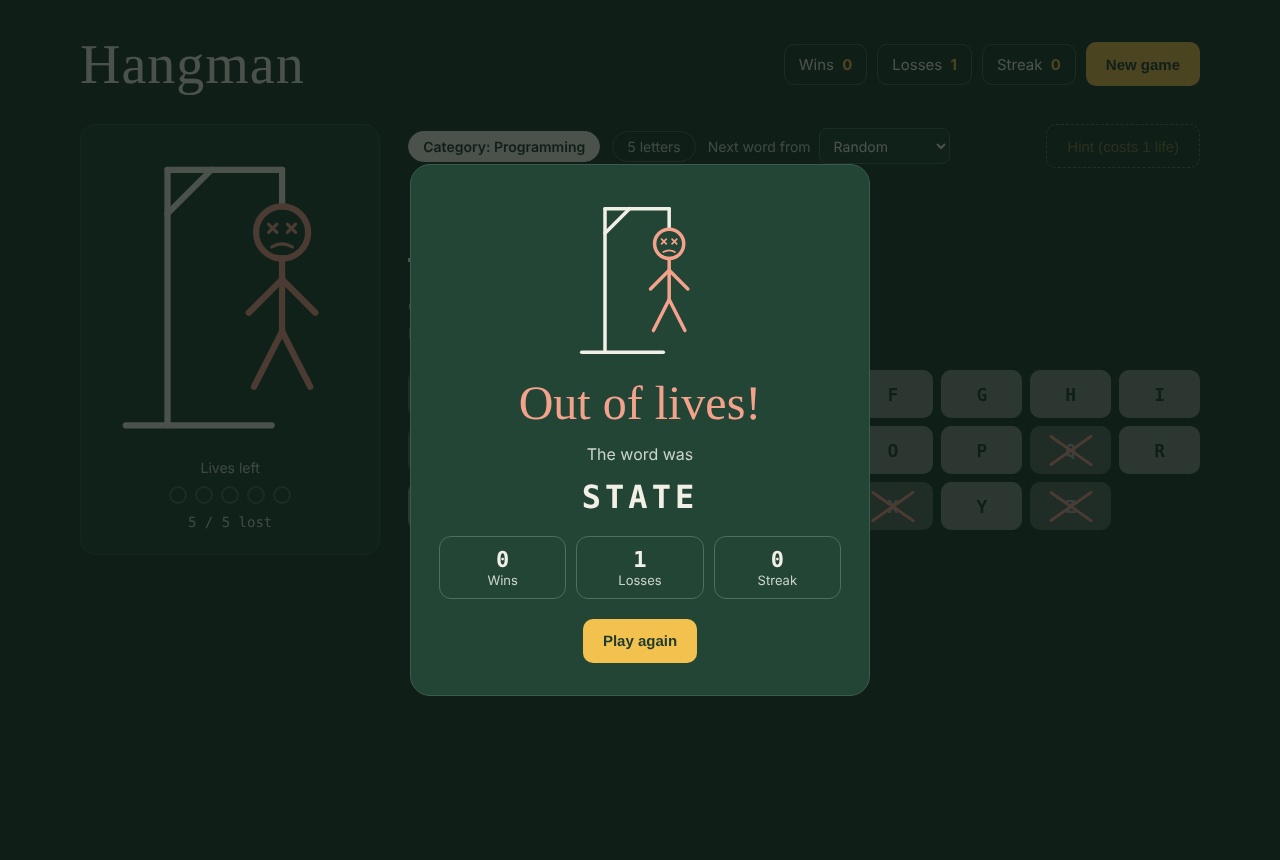 Hangman
Wins 0
Losses 1
Streak 0
New game
Category: Programming
5 letters
Next word from
Random
Hint (costs 1 life)
Lives left
5 / 5 lost
Out of lives!
The word was
STATE
0
Wins
1
Losses
0
Streak
Play again
F G H I
O P Q R
X Y Z